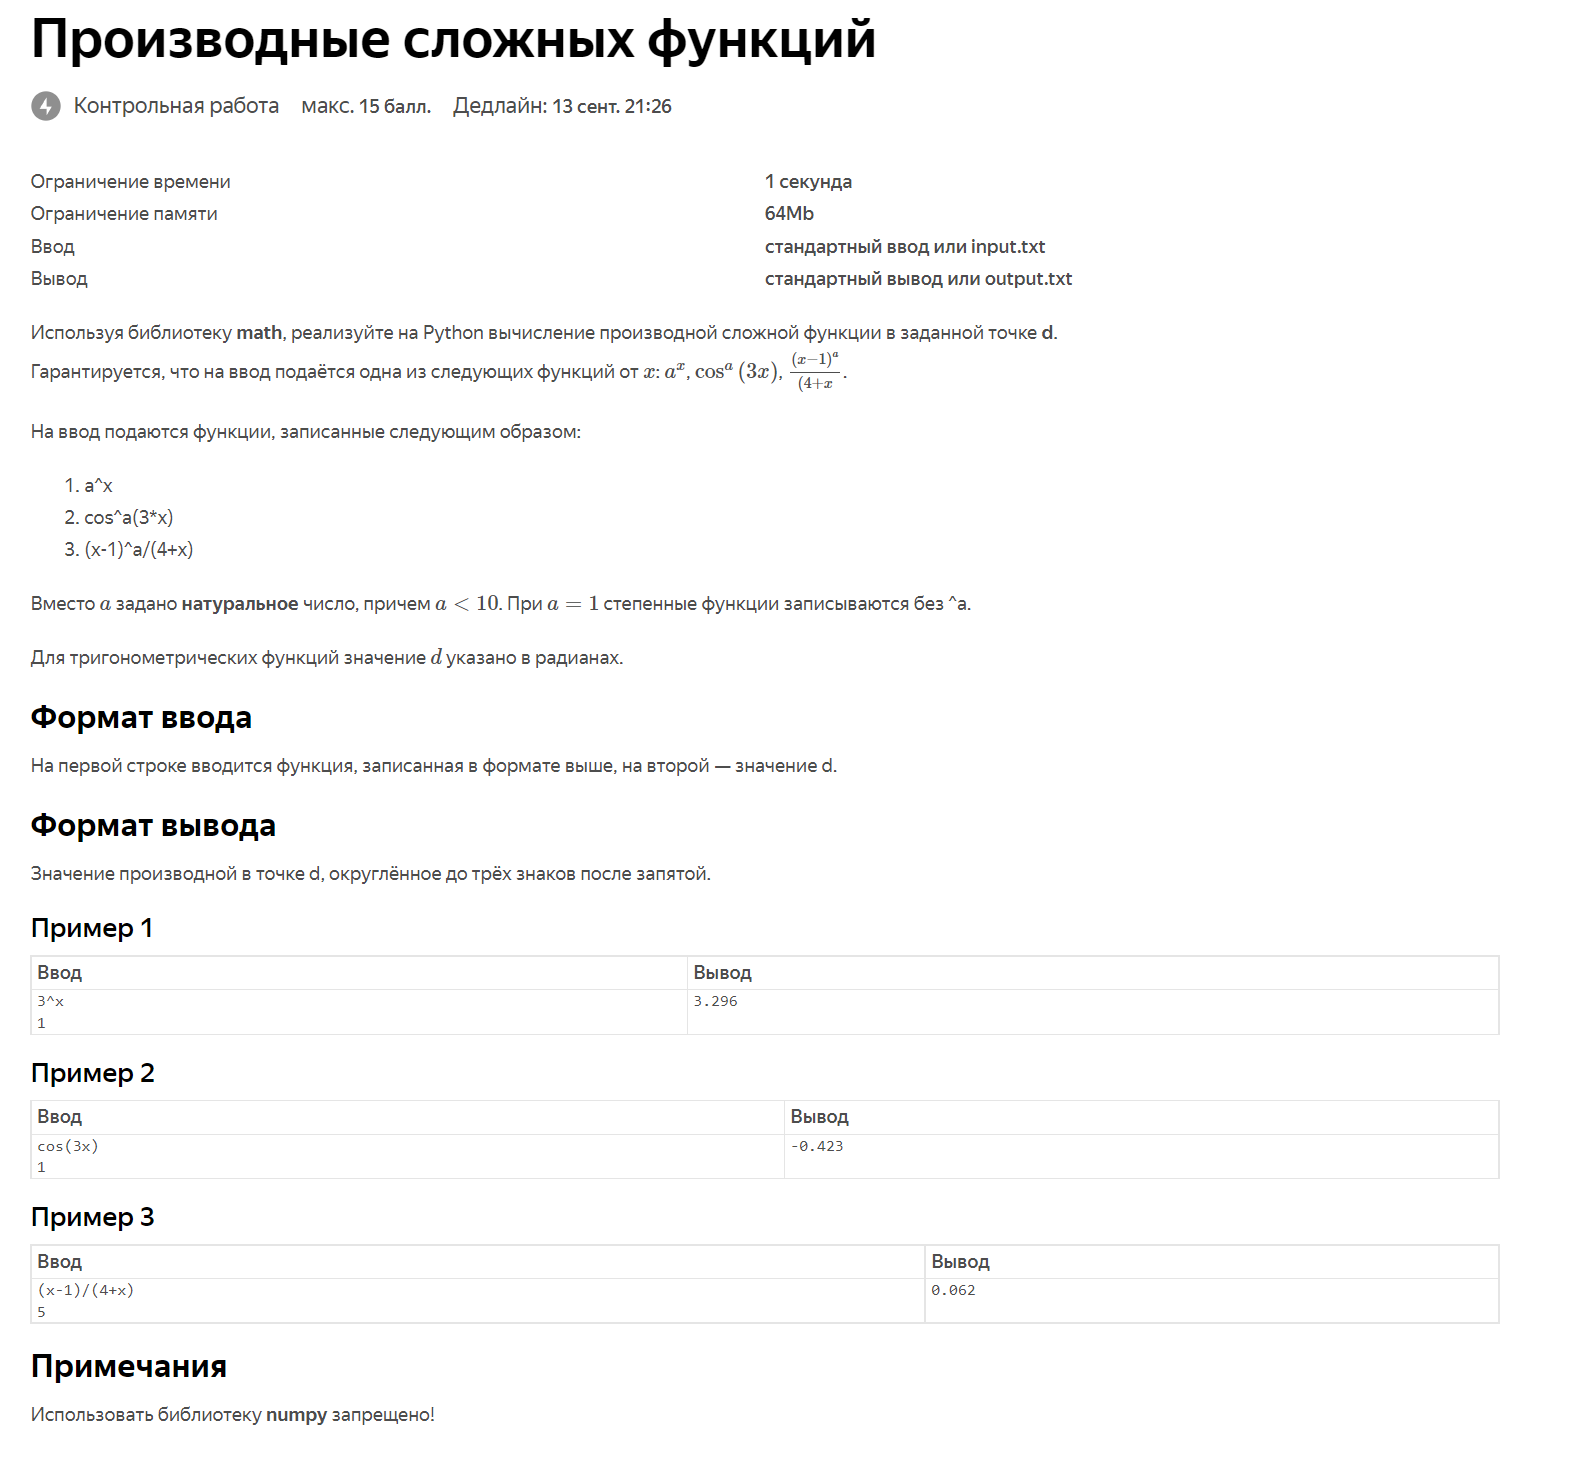 Производные сложных функций
Контрольная работа макс. 15 балл. Дедлайн: 13 сент. 21:26
Ограничение времени 1 секунда
Ограничение памяти 64Mb
Ввод стандартный ввод или input.txt
Вывод стандартный вывод или output.txt
Используя библиотеку math, реализуйте на Python вычисление производной сложной функции в заданной точке d.
Гарантируется, что на ввод подаётся одна из следующих функций от x: a^x, cos^a (3x), (x−1)^a/(4+x.
На ввод подаются функции, записанные следующим образом:
1. a^x
2. cos^a(3*x)
3. (x-1)^a/(4+x)
Вместо a задано натуральное число, причем a < 10. При a = 1 степенные функции записываются без ^a.
Для тригонометрических функций значение d указано в радианах.
Формат ввода
На первой строке вводится функция, записанная в формате выше, на второй — значение d.
Формат вывода
Значение производной в точке d, округлённое до трёх знаков после запятой.
Пример 1
Ввод Вывод
3^x 3.296
1
Пример 2
Ввод Вывод
cos(3x) -0.423
1
Пример 3
Ввод Вывод
(x-1)/(4+x) 0.062
5
Примечания
Использовать библиотеку numpy запрещено!